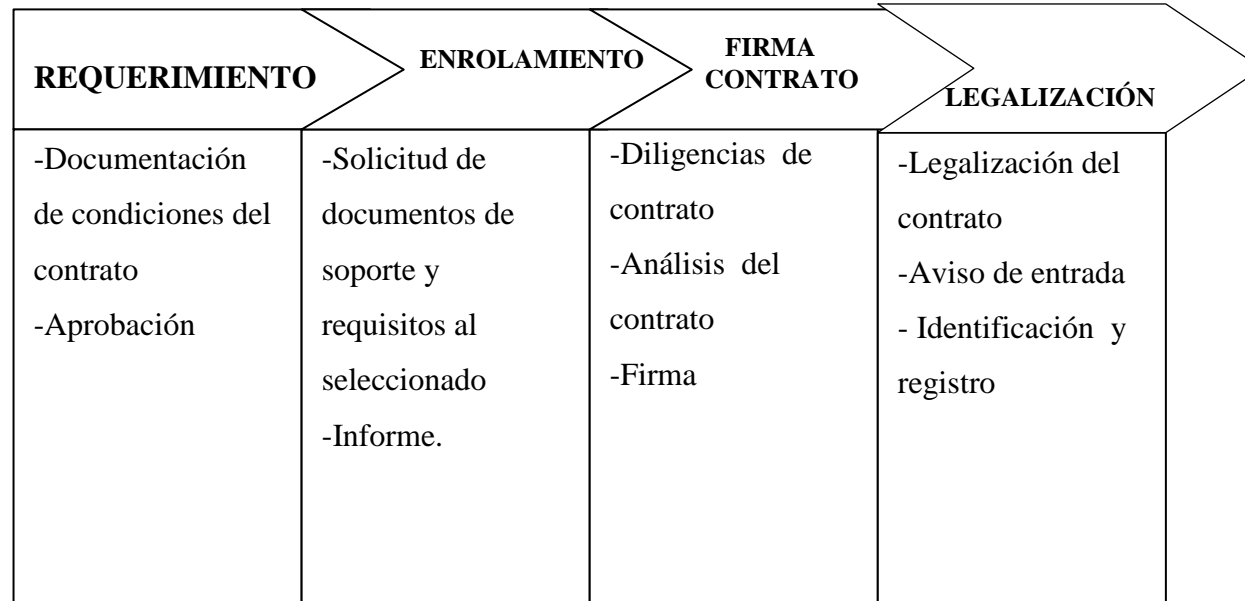 REQUERIMIENTO
ENROLAMIENTO
FIRMA
CONTRATO
LEGALIZACIÓN
-Documentación
de condiciones del
contrato
-Aprobación
-Solicitud de
documentos de
soporte y
requisitos al
seleccionado
-Informe.
-Diligencias de
contrato
-Análisis del
contrato
-Firma
-Legalización del
contrato
-Aviso de entrada
- Identificación y
registro